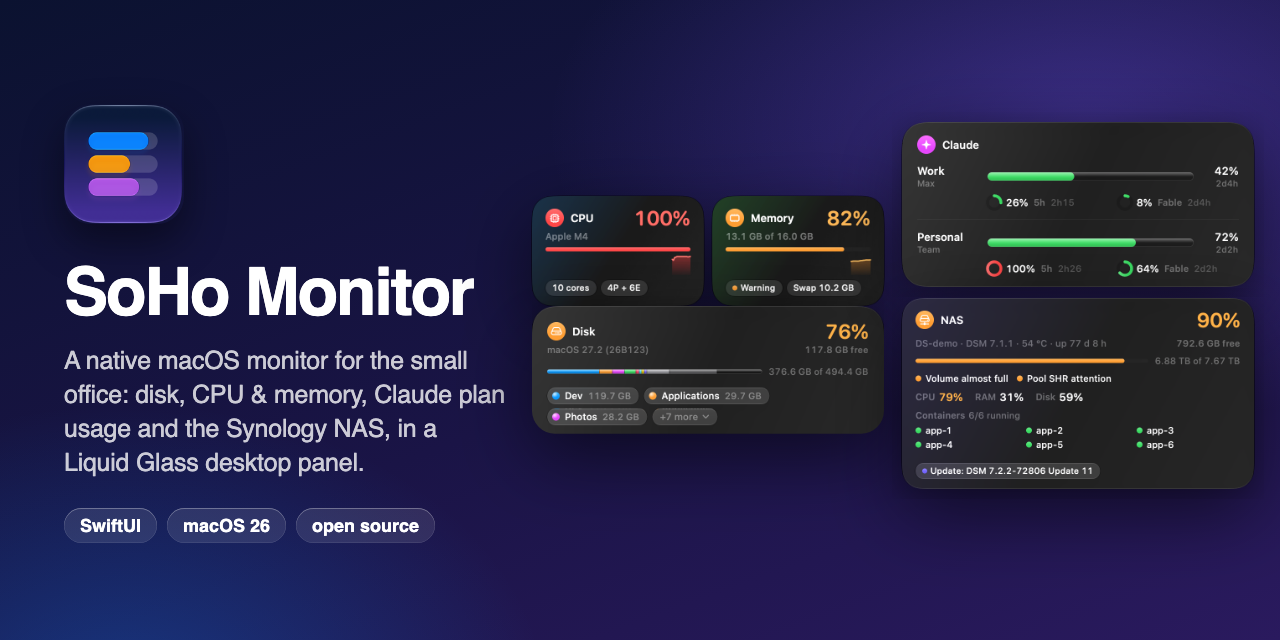 SoHo Monitor
A native macOS monitor for the small
office: disk, CPU & memory, Claude plan
usage and the Synology NAS, in a
Liquid Glass desktop panel.
SwiftUI macOS 26 open source
CPU 100%
Apple M4
10 cores 4P + 6E
Memory 82%
13.1 GB of 16.0 GB
Warning Swap 10.2 GB
Disk 76%
macOS 27.2 (26B123) 117.8 GB free
376.6 GB of 494.4 GB
Dev 119.7 GB Applications 29.7 GB
Photos 28.2 GB +7 more
Claude
Work 42%
Max 2d4h
26% 5h 2h15 8% Fable 2d4h
Personal 72%
Team 2d2h
100% 5h 2h26 64% Fable 2d2h
NAS 90%
DS-demo · DSM 7.1.1 · 54 °C · up 77 d 8 h 792.6 GB free
6.88 TB of 7.67 TB
Volume almost full Pool SHR attention
CPU 79% RAM 31% Disk 59%
Containers 6/6 running
app-1 app-2 app-3
app-4 app-5 app-6
Update: DSM 7.2.2-72806 Update 11